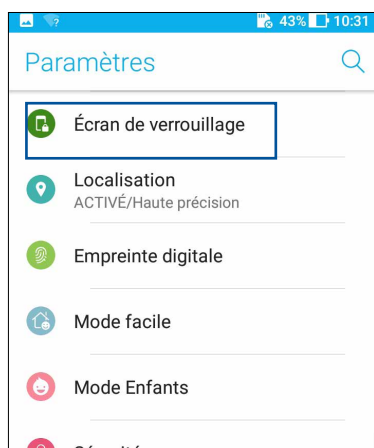 43% 10:31
Paramètres
Écran de verrouillage
Localisation
ACTIVÉ/Haute précision
Empreinte digitale
Mode facile
Mode Enfants